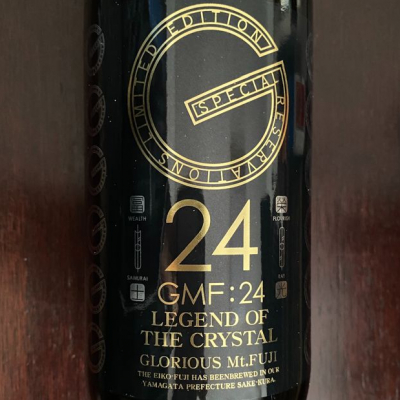 LIMITED EDITION
SPECIAL
RESERVATIONS
24
WEALTH
FLOURISH
SAMURAI
GMF:24
LEGEND OF
THE CRYSTAL
GLORIOUS Mt.FUJI
THE EIKO-FUJI HAS BEENBREWED IN OUR
YAMAGATA PREFECTURE SAKE-KURA.